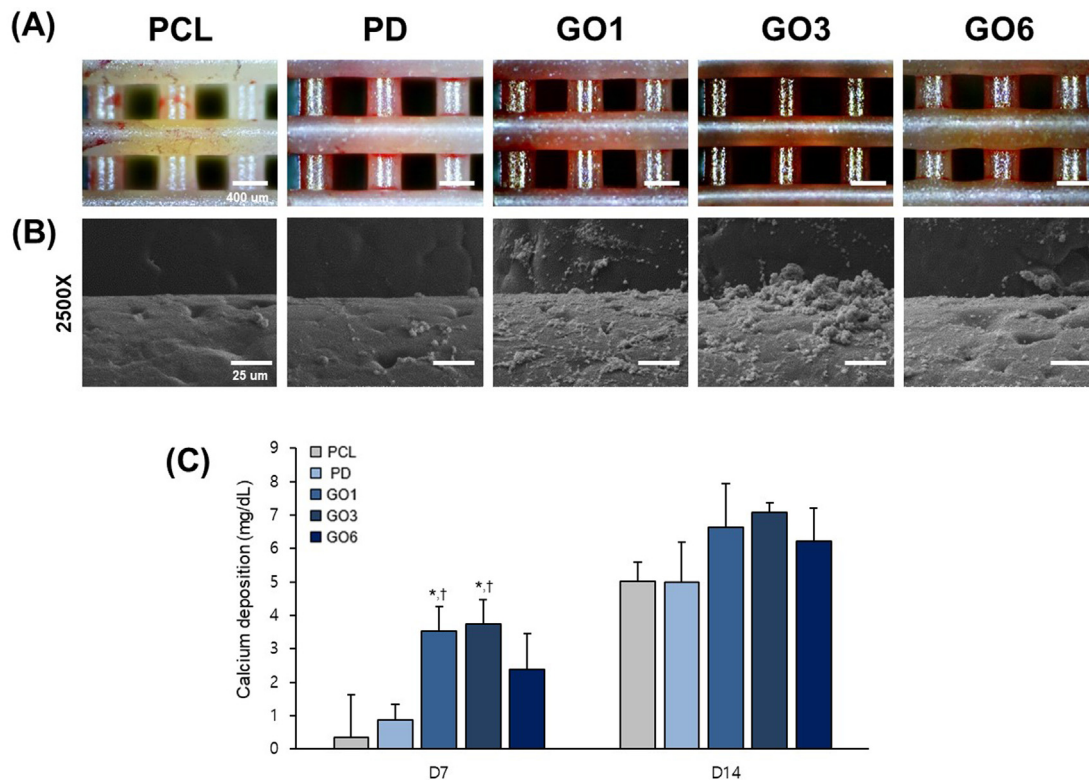 (A)
PCL PD GO1 GO3 GO6
400 um
(B)
2500X
25 um
(C)
Calcium deposition (mg/dL)
9
8
7
6
5
4
3
2
1
0
PCL
PD
GO1
GO3
GO6
*,† *,†
D7 D14